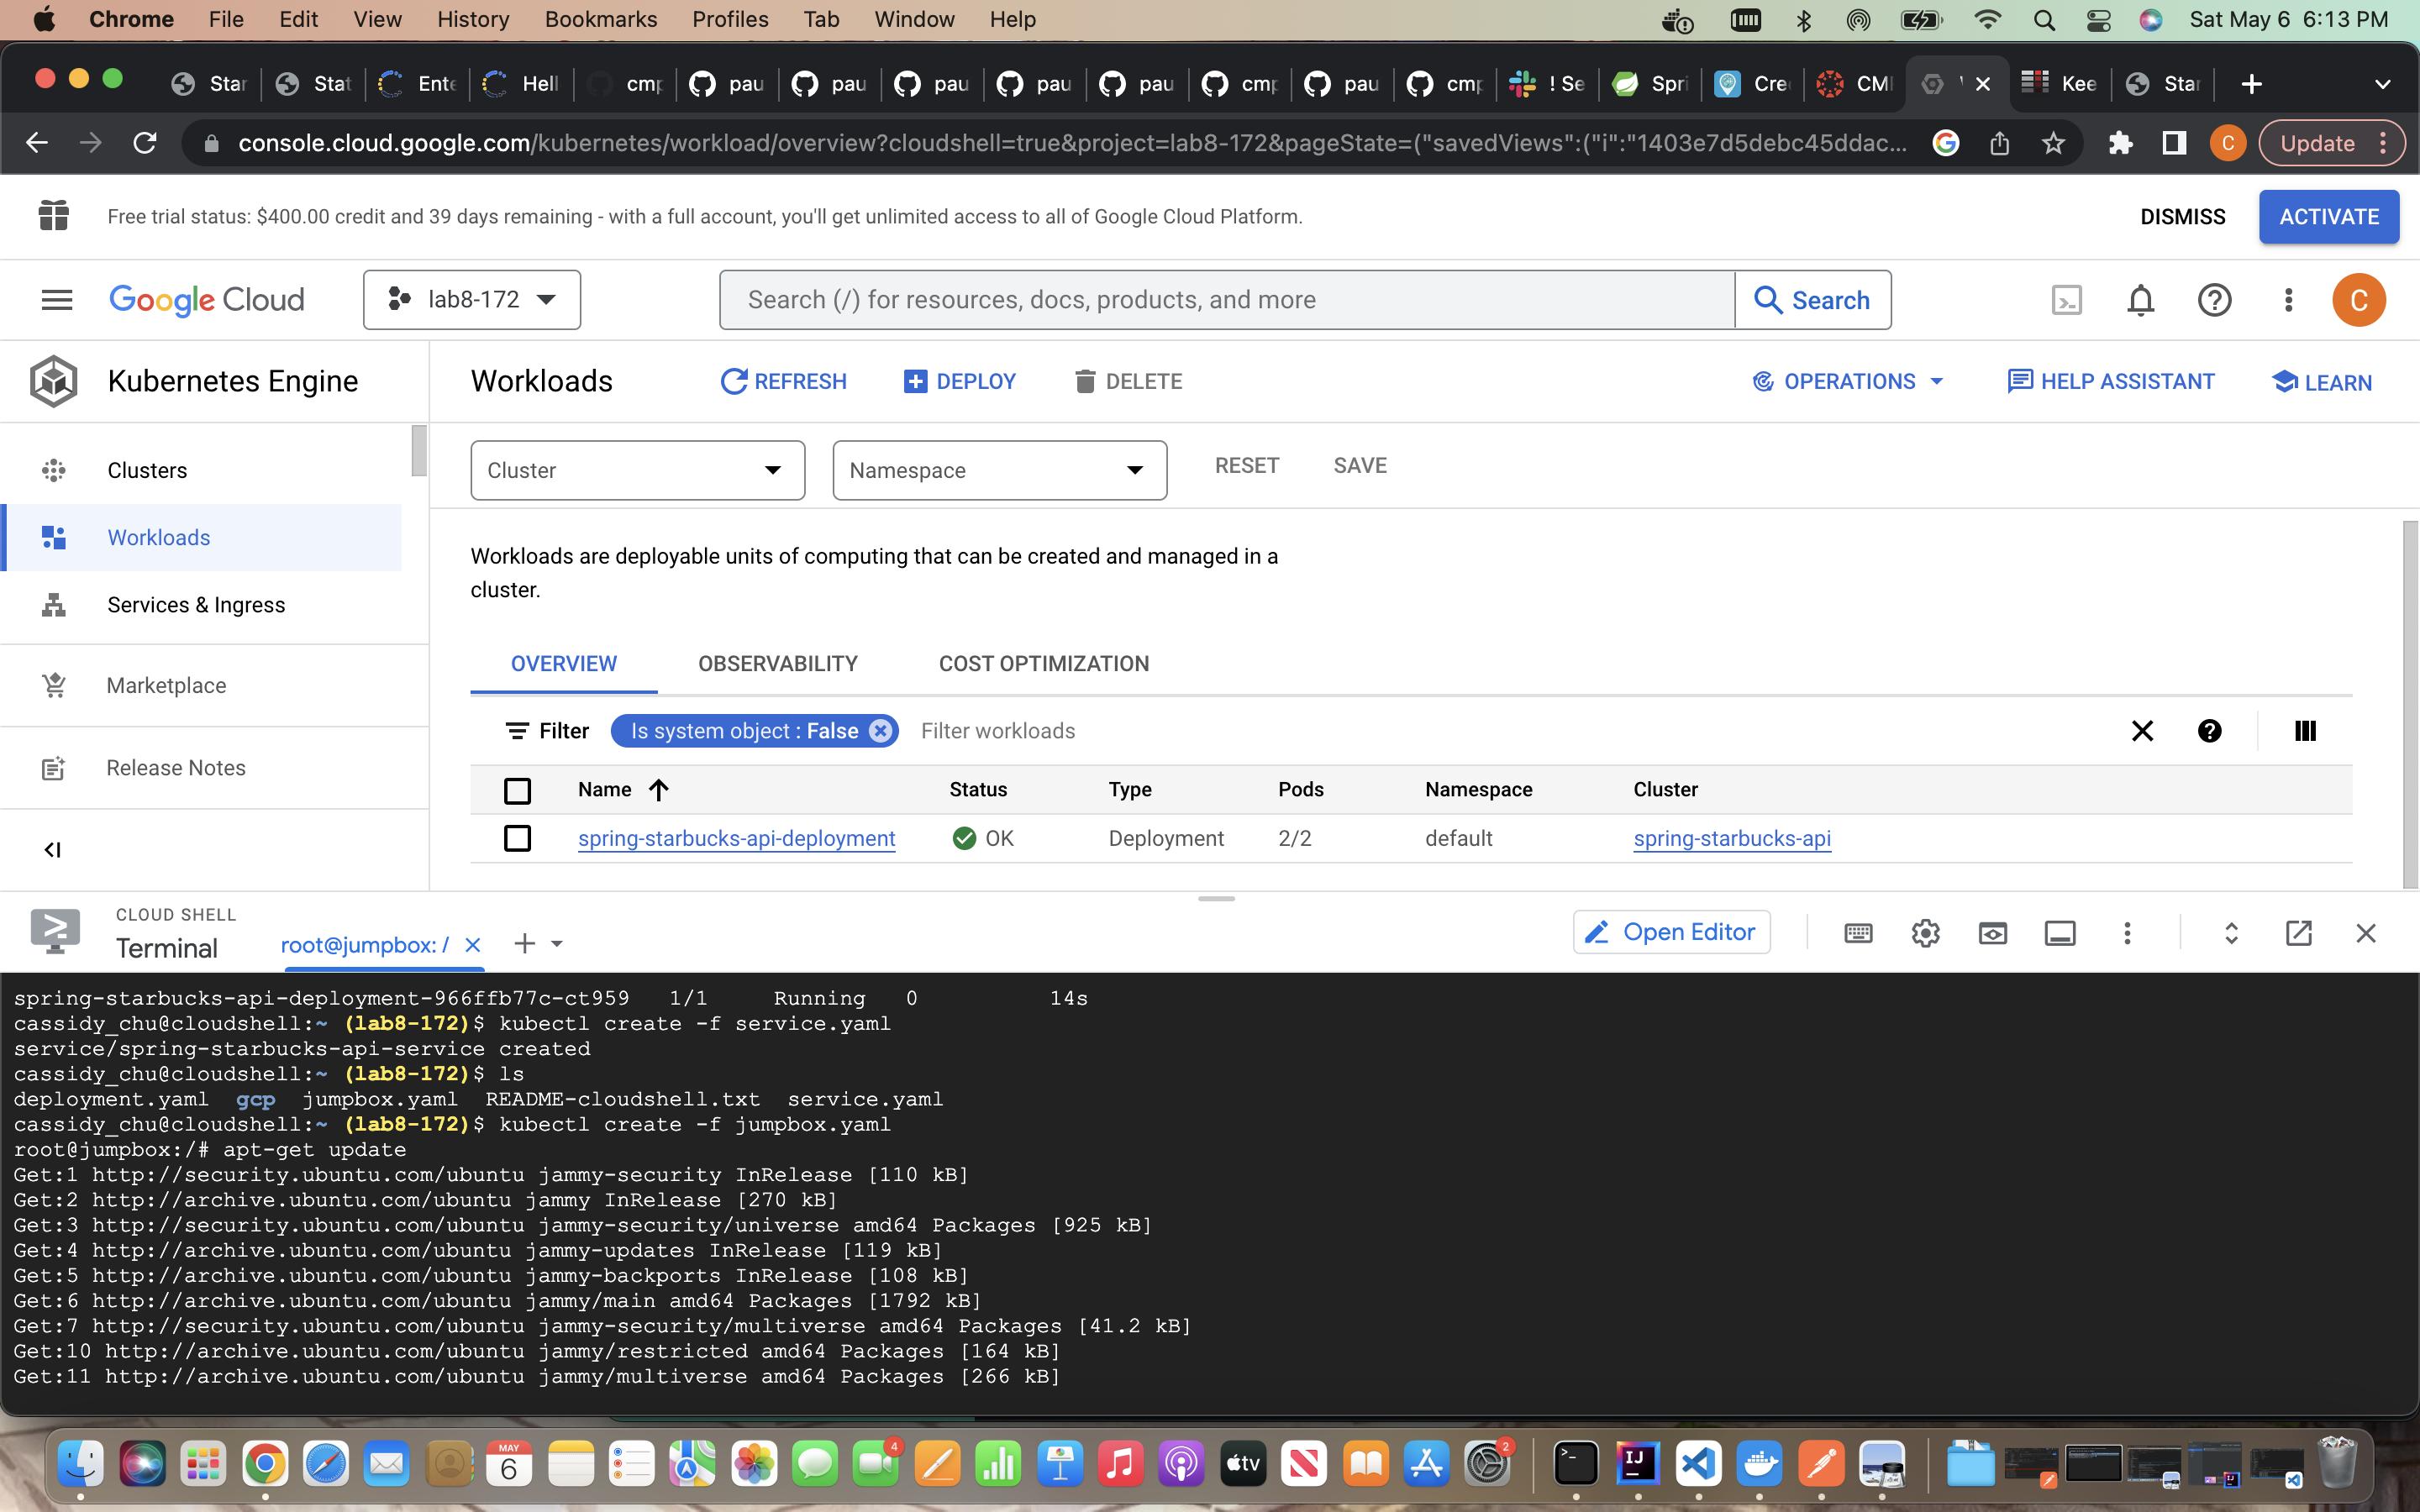 Chrome File Edit View History Bookmarks Profiles Tab Window Help Sat May 6 6:13 PM
Star Stat Ente Hell cmp pau pau pau pau pau cmp pau cmp ! Se Spri Cre CMI Kee Star
console.cloud.google.com/kubernetes/workload/overview?cloudshell=true&project=lab8-172&pageState=("savedViews":("i":"1403e7d5debc45ddac... C Update
Free trial status: $400.00 credit and 39 days remaining - with a full account, you'll get unlimited access to all of Google Cloud Platform. DISMISS ACTIVATE
Google Cloud lab8-172 Search (/) for resources, docs, products, and more Search C
Kubernetes Engine Workloads REFRESH DEPLOY DELETE OPERATIONS HELP ASSISTANT LEARN
Clusters
Workloads
Services & Ingress
Marketplace
Release Notes
Cluster Namespace RESET SAVE
Workloads are deployable units of computing that can be created and managed in a
cluster.
OVERVIEW OBSERVABILITY COST OPTIMIZATION
Filter Is system object : False Filter workloads
Name Status Type Pods Namespace Cluster
spring-starbucks-api-deployment OK Deployment 2/2 default spring-starbucks-api
CLOUD SHELL
Terminal root@jumpbox: / Open Editor
spring-starbucks-api-deployment-966ffb77c-ct959 1/1 Running 0 14s
cassidy_chu@cloudshell:~ (lab8-172)$ kubectl create -f service.yaml
service/spring-starbucks-api-service created
cassidy_chu@cloudshell:~ (lab8-172)$ ls
deployment.yaml gcp jumpbox.yaml README-cloudshell.txt service.yaml
cassidy_chu@cloudshell:~ (lab8-172)$ kubectl create -f jumpbox.yaml
root@jumpbox:/# apt-get update
Get:1 http://security.ubuntu.com/ubuntu jammy-security InRelease [110 kB]
Get:2 http://archive.ubuntu.com/ubuntu jammy InRelease [270 kB]
Get:3 http://security.ubuntu.com/ubuntu jammy-security/universe amd64 Packages [925 kB]
Get:4 http://archive.ubuntu.com/ubuntu jammy-updates InRelease [119 kB]
Get:5 http://archive.ubuntu.com/ubuntu jammy-backports InRelease [108 kB]
Get:6 http://archive.ubuntu.com/ubuntu jammy/main amd64 Packages [1792 kB]
Get:7 http://security.ubuntu.com/ubuntu jammy-security/multiverse amd64 Packages [41.2 kB]
Get:10 http://archive.ubuntu.com/ubuntu jammy/restricted amd64 Packages [164 kB]
Get:11 http://archive.ubuntu.com/ubuntu jammy/multiverse amd64 Packages [266 kB]
MAY 6 4 tv 2 IJ